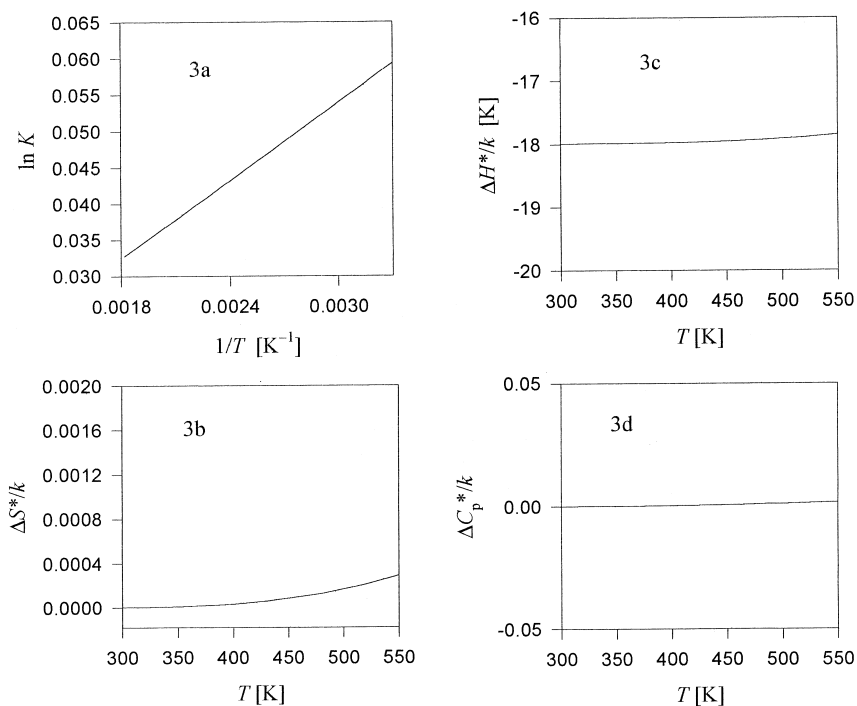 0.065
0.060
0.055
0.050
0.045
0.040
0.035
0.030
ln K
3a
0.0018
0.0024
0.0030
1/T [K⁻¹]
-16
-17
-18
-19
-20
ΔH*/k [K]
3c
300 350 400 450 500 550
T [K]
0.0020
0.0016
0.0012
0.0008
0.0004
0.0000
ΔS*/k
3b
300 350 400 450 500 550
T [K]
0.05
0.00
-0.05
ΔCp*/k
3d
300 350 400 450 500 550
T [K]